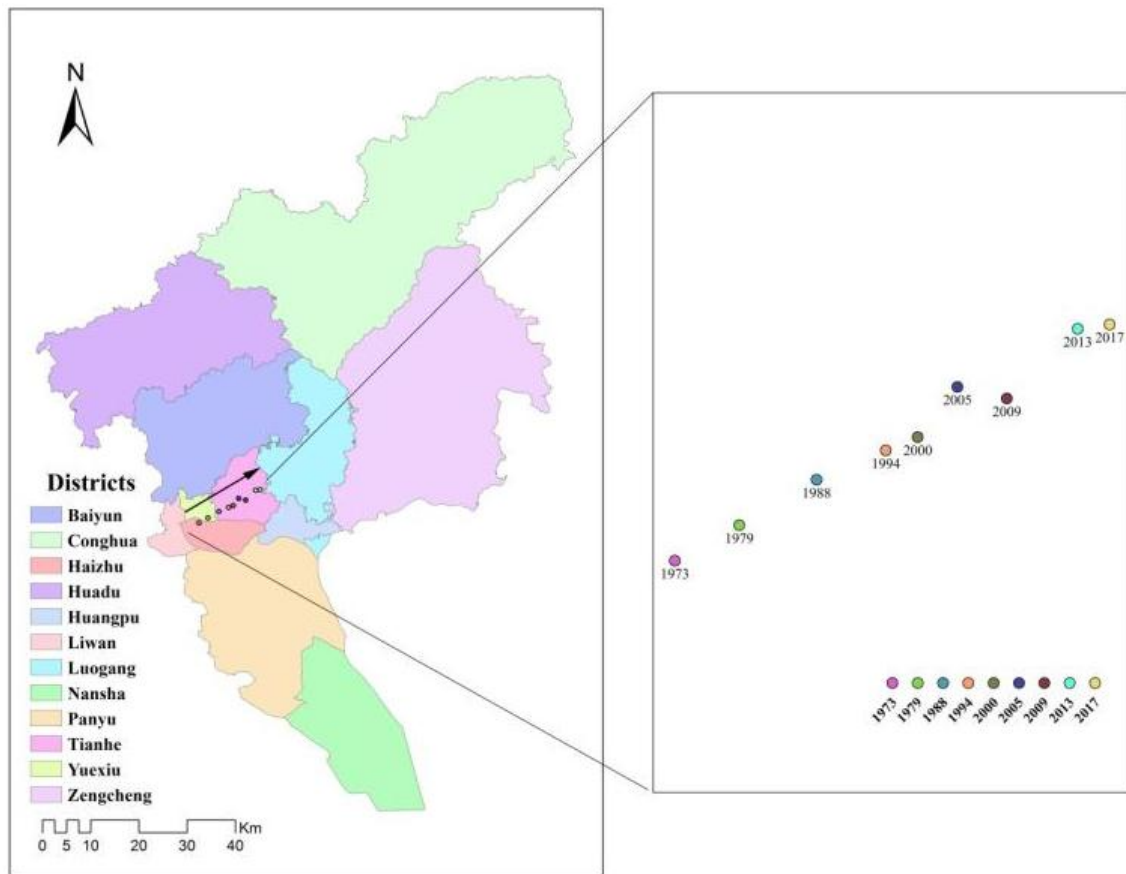 N
Districts
Baiyun
Conghua
Haizhu
Huadu
Huangpu
Liwan
Luogang
Nansha
Panyu
Tianhe
Yuexiu
Zengcheng
Km
0 5 10 20 30 40
2013 2017
2005
2009
2000
1994
1988
1979
1973
1973 1979 1988 1994 2000 2005 2009 2013 2017